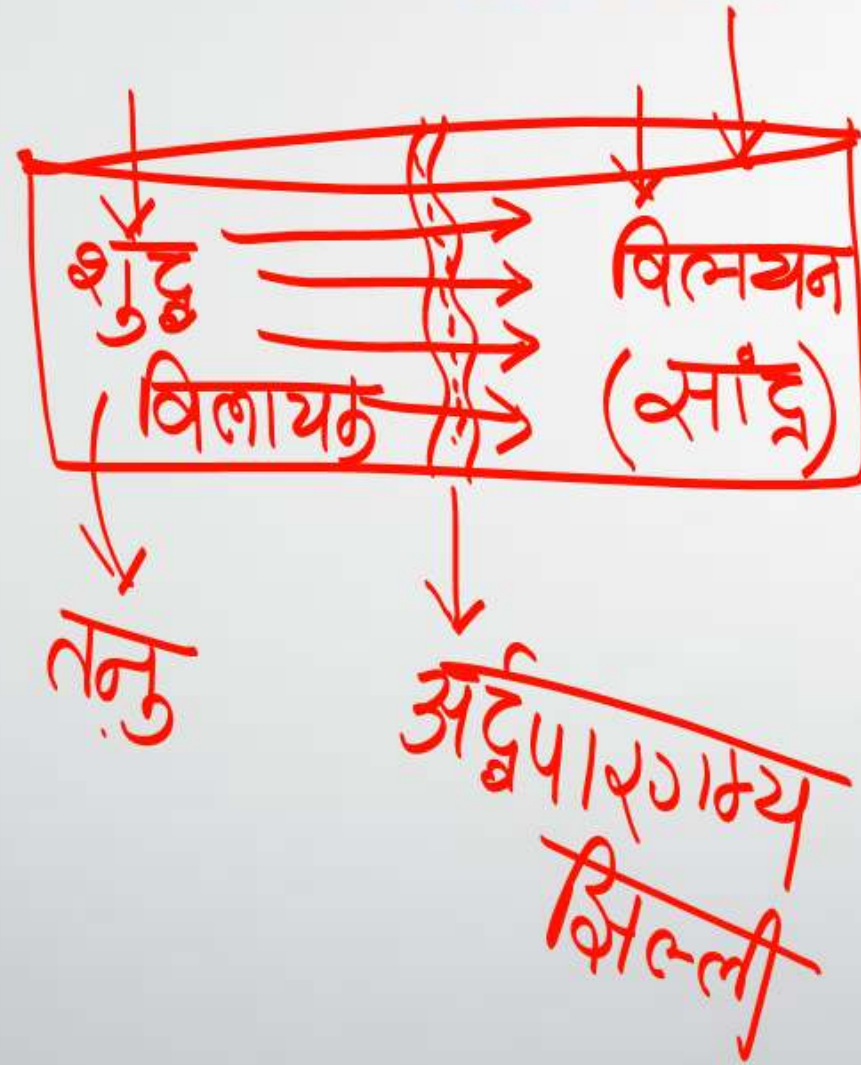 शुद्ध
विलायक
विलयन
(सांद्र)
तनु
अर्द्धपारगम्य
झिल्ली